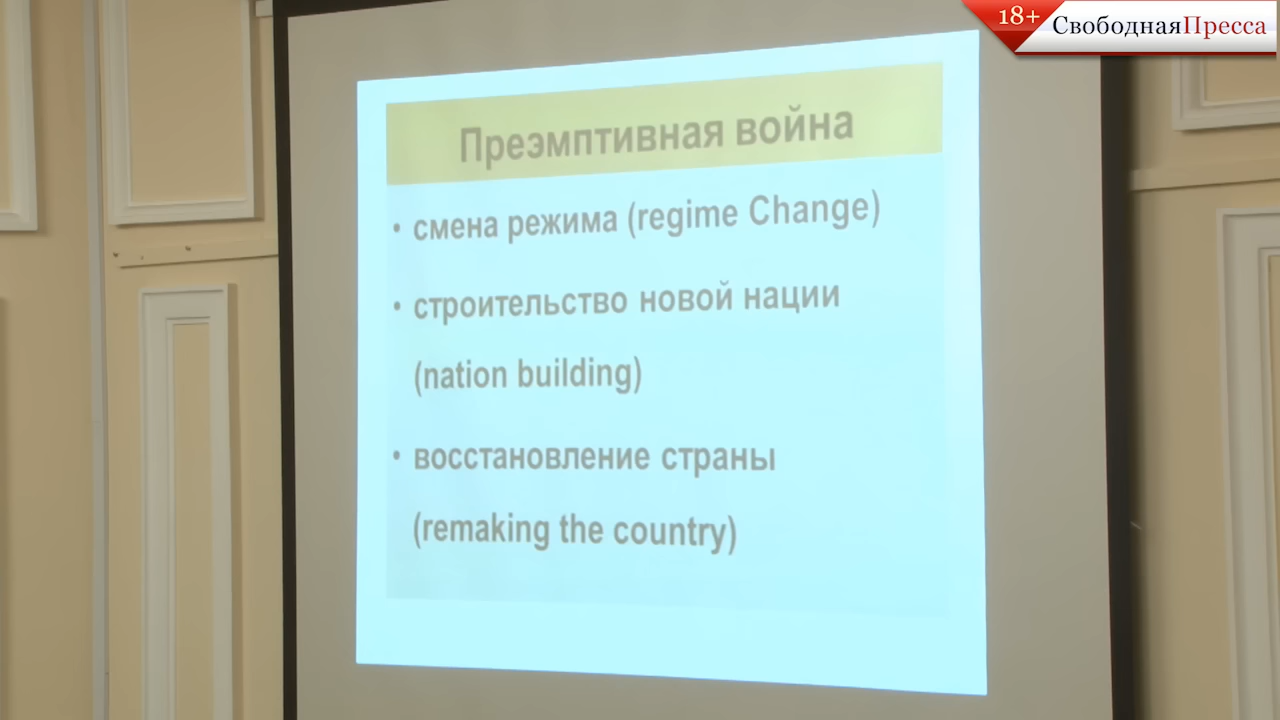 18+ СвободнаяПресса
Преэмптивная война
• смена режима (regime Change)
• строительство новой нации
(nation building)
• восстановление страны
(remaking the country)